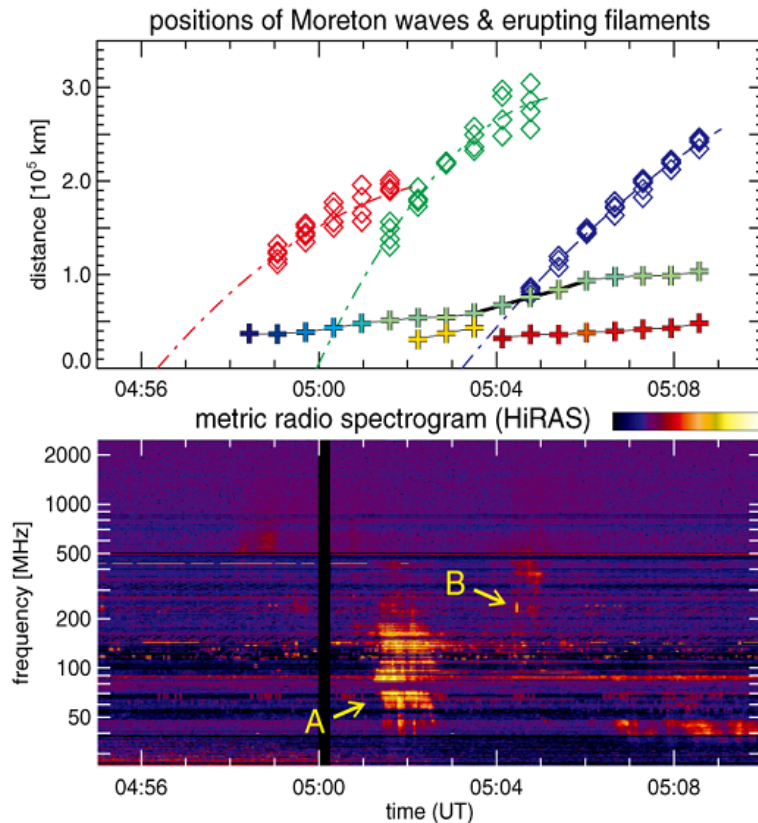 positions of Moreton waves & erupting filaments
distance [10⁵ km]
3.0
2.0
1.0
0.0
04:56 05:00 05:04 05:08
metric radio spectrogram (HiRAS)
frequency [MHz]
2000
1000
500
200
100
50
B
A
04:56 05:00 05:04 05:08
time (UT)